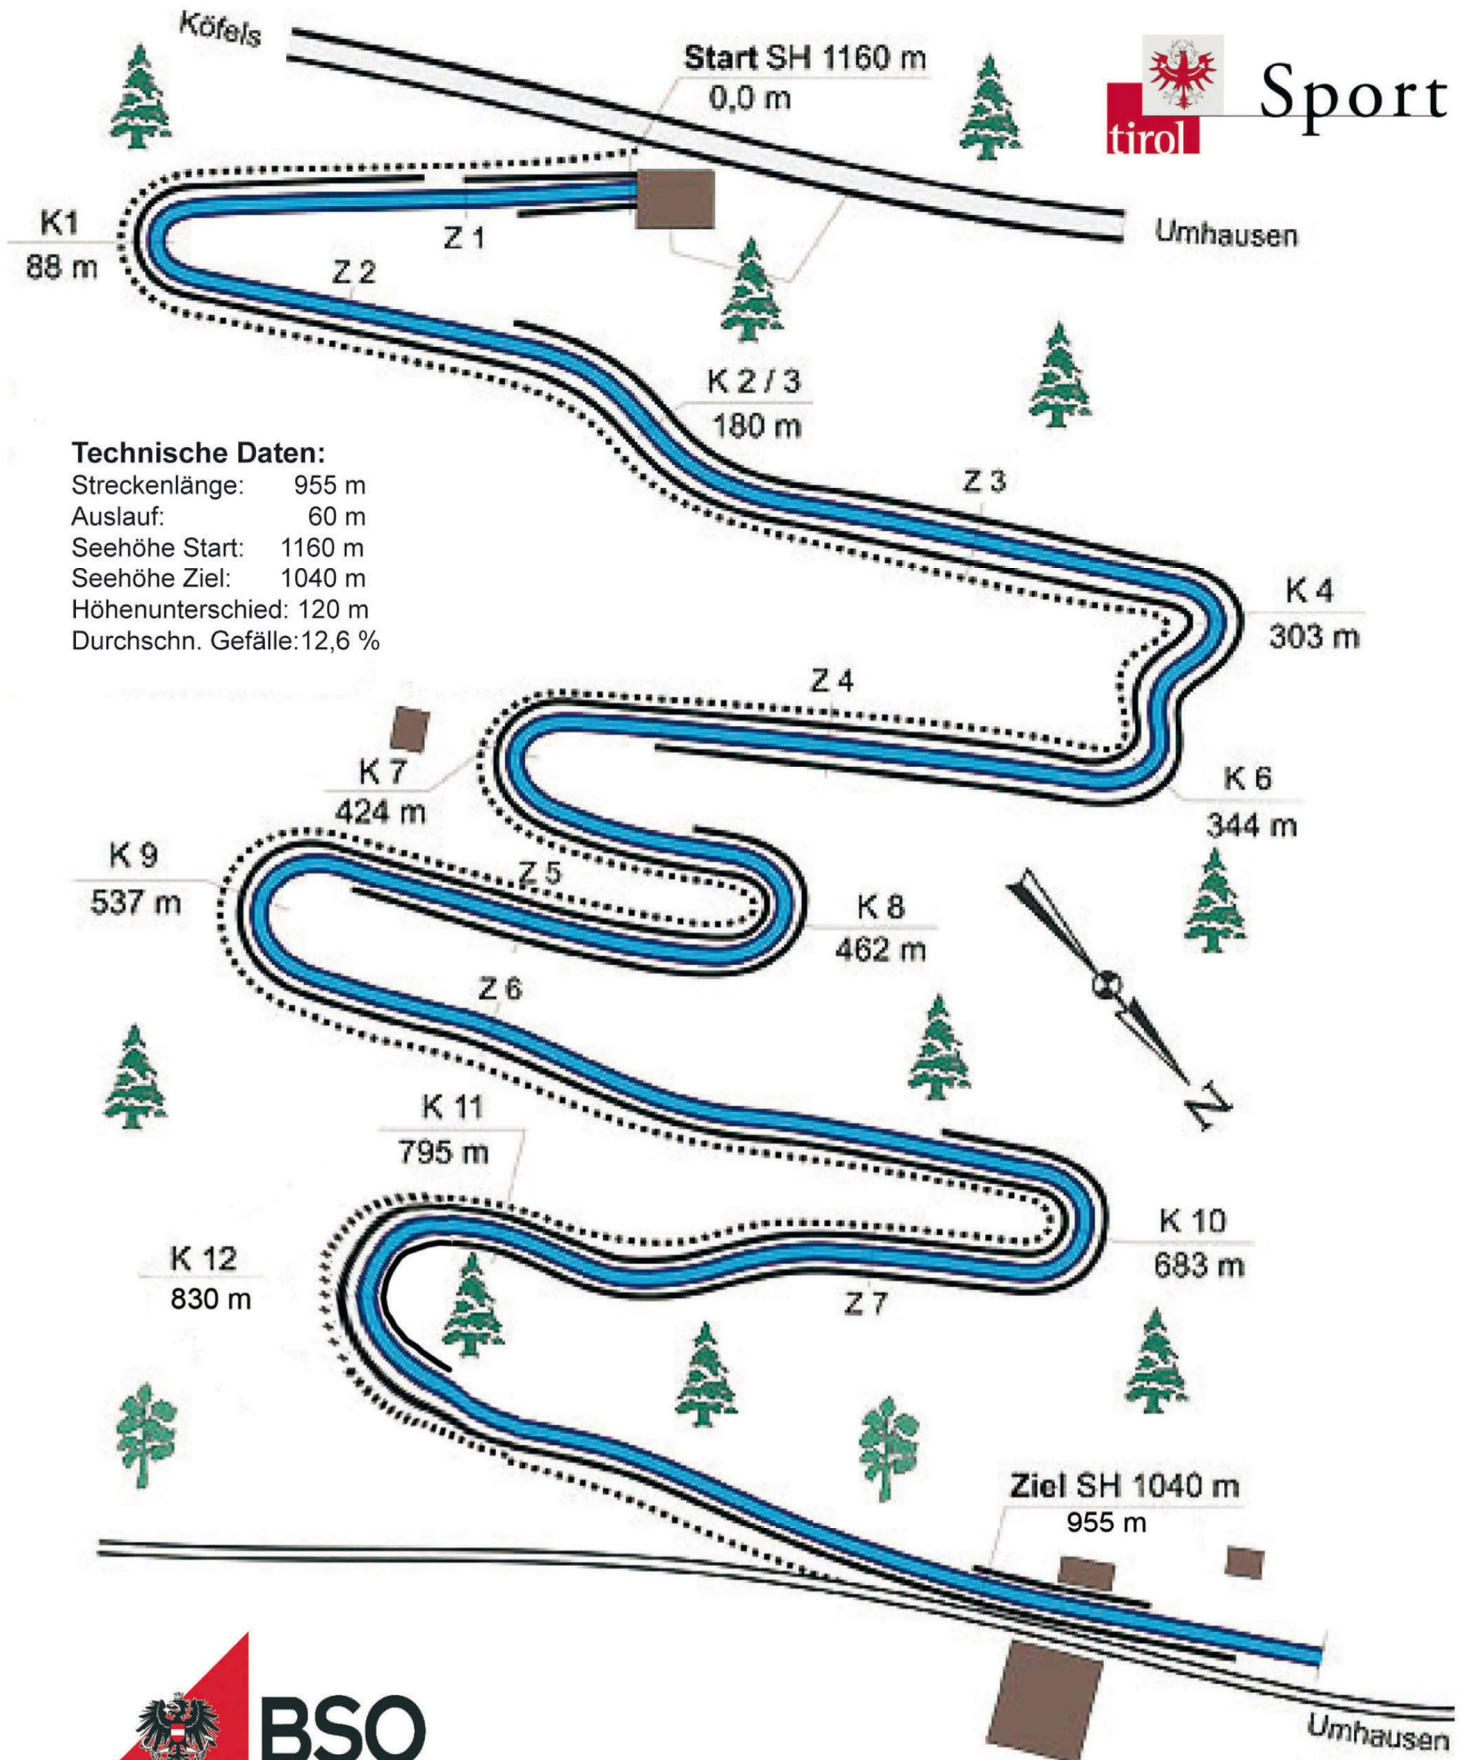 Köfels
Start SH 1160 m
0,0 m
tirol
Sport
K1
88 m
Z 1
Umhausen
Z 2
K 2 / 3
180 m
Technische Daten:
Streckenlänge: 955 m
Auslauf: 60 m
Seehöhe Start: 1160 m
Seehöhe Ziel: 1040 m
Höhenunterschied: 120 m
Durchschn. Gefälle:12,6 %
Z 3
K 4
303 m
Z 4
K 7
424 m
K 6
344 m
K 9
537 m
Z 5
K 8
462 m
Z 6
N
K 11
795 m
K 10
683 m
K 12
830 m
Z 7
Ziel SH 1040 m
955 m
BSO
Umhausen